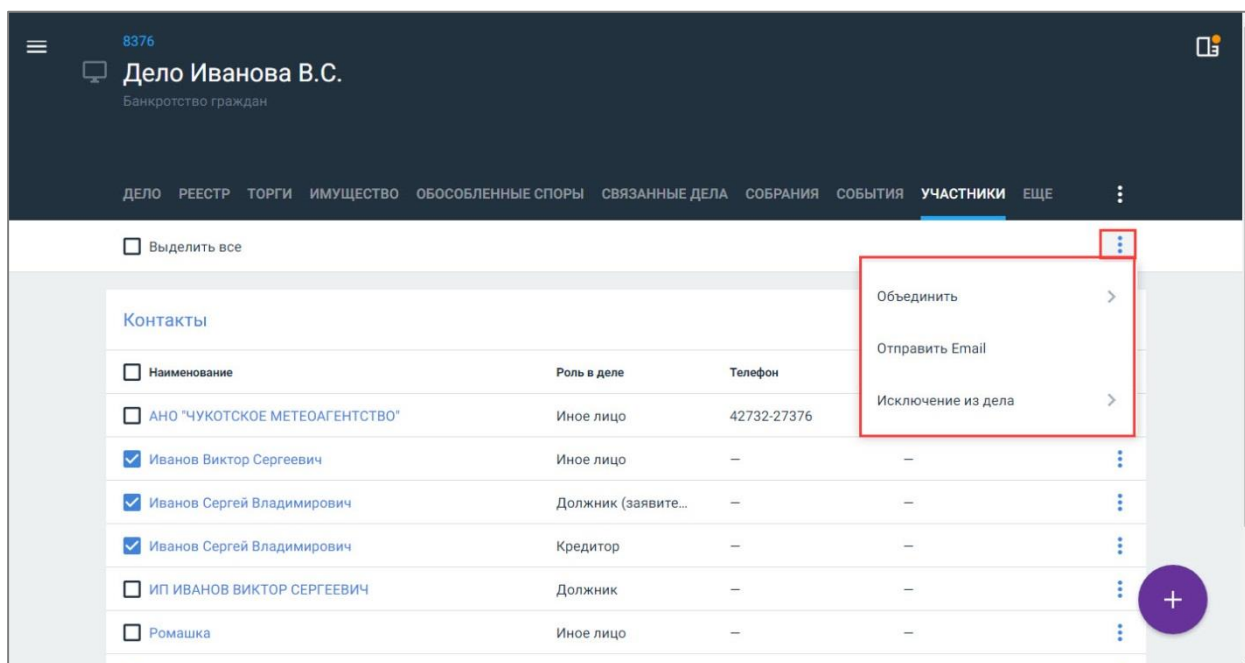 8376
Дело Иванова В.С.
Банкротство граждан
ДЕЛО РЕЕСТР ТОРГИ ИМУЩЕСТВО ОБОСОБЛЕННЫЕ СПОРЫ СВЯЗАННЫЕ ДЕЛА СОБРАНИЯ СОБЫТИЯ УЧАСТНИКИ ЕЩЕ
Выделить все
Объединить
Отправить Email
Исключение из дела
Контакты
Наименование Роль в деле Телефон
АНО "ЧУКОТСКОЕ МЕТЕОАГЕНТСТВО" Иное лицо 42732-27376
Иванов Виктор Сергеевич Иное лицо — —
Иванов Сергей Владимирович Должник (заявите... — —
Иванов Сергей Владимирович Кредитор — —
ИП ИВАНОВ ВИКТОР СЕРГЕЕВИЧ Должник — —
Ромашка Иное лицо — —